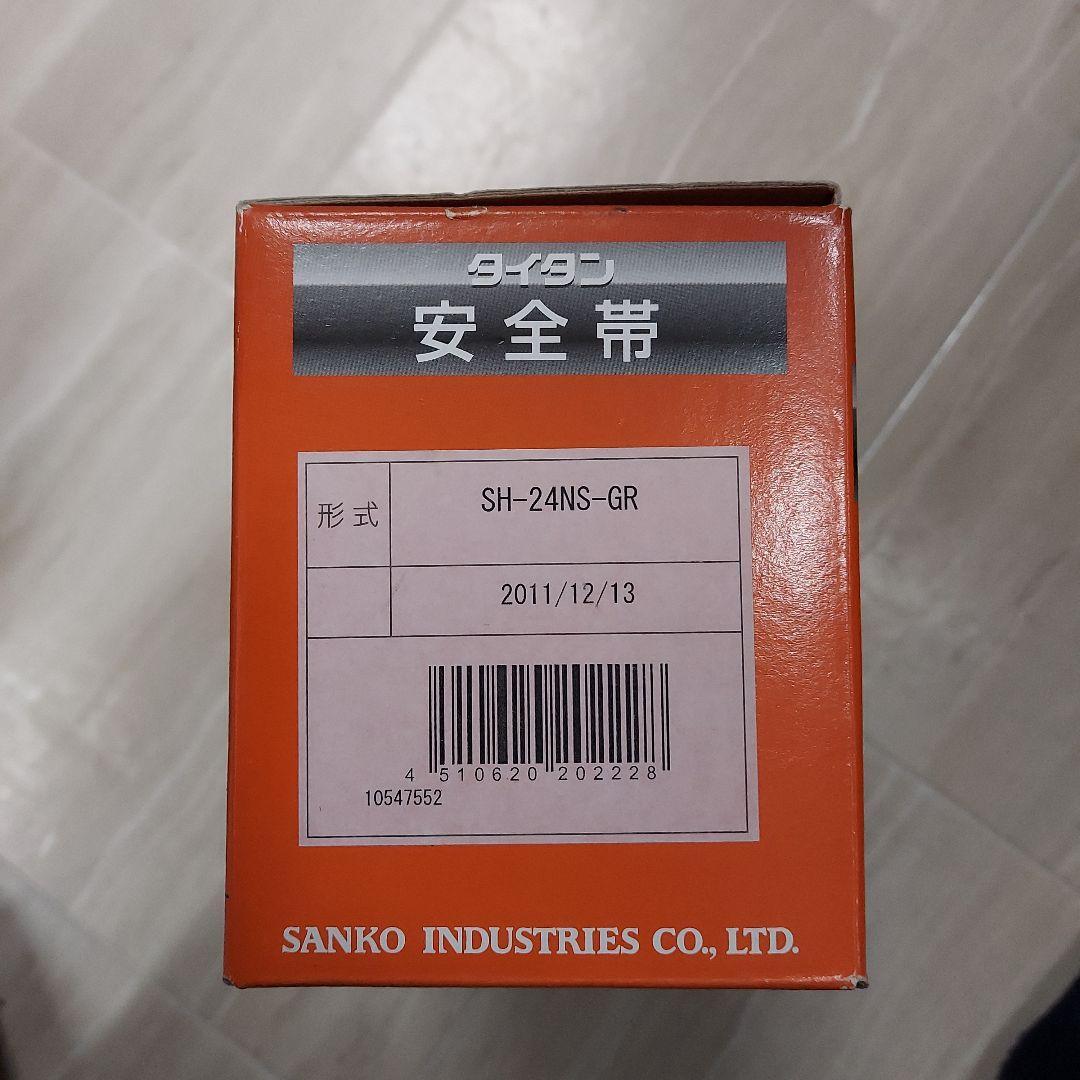 タイタン
安全帯
形式 SH-24NS-GR
2011/12/13
4 510620 202228
10547552
SANKO INDUSTRIES CO., LTD.